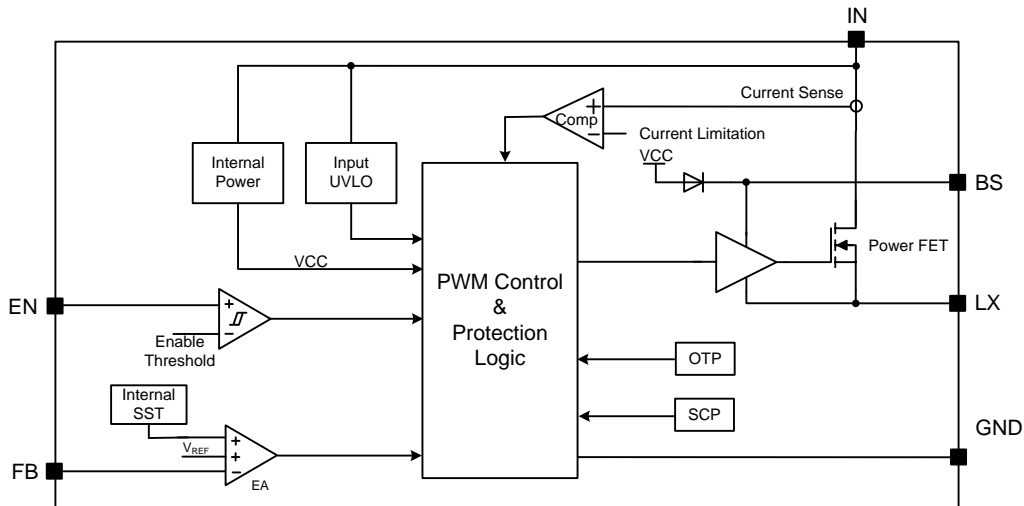 IN
Current Sense
+
Comp
−
Current Limitation
Internal
Power
Input
UVLO
VCC
BS
Power FET
VCC
PWM Control
&
Protection
Logic
EN
+
−
Enable
Threshold
LX
OTP
Internal
SST
SCP
GND
+
VREF
+
−
FB
EA